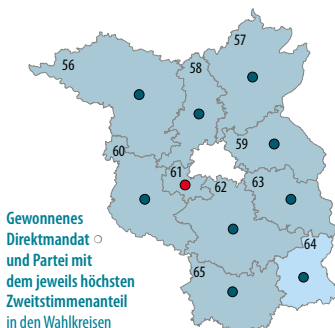 57
56
58
59
60
61
62
63
64
65
Gewonnenes
Direktmandat
und Partei mit
dem jeweils höchsten
Zweitstimmenanteil
in den Wahlkreisen